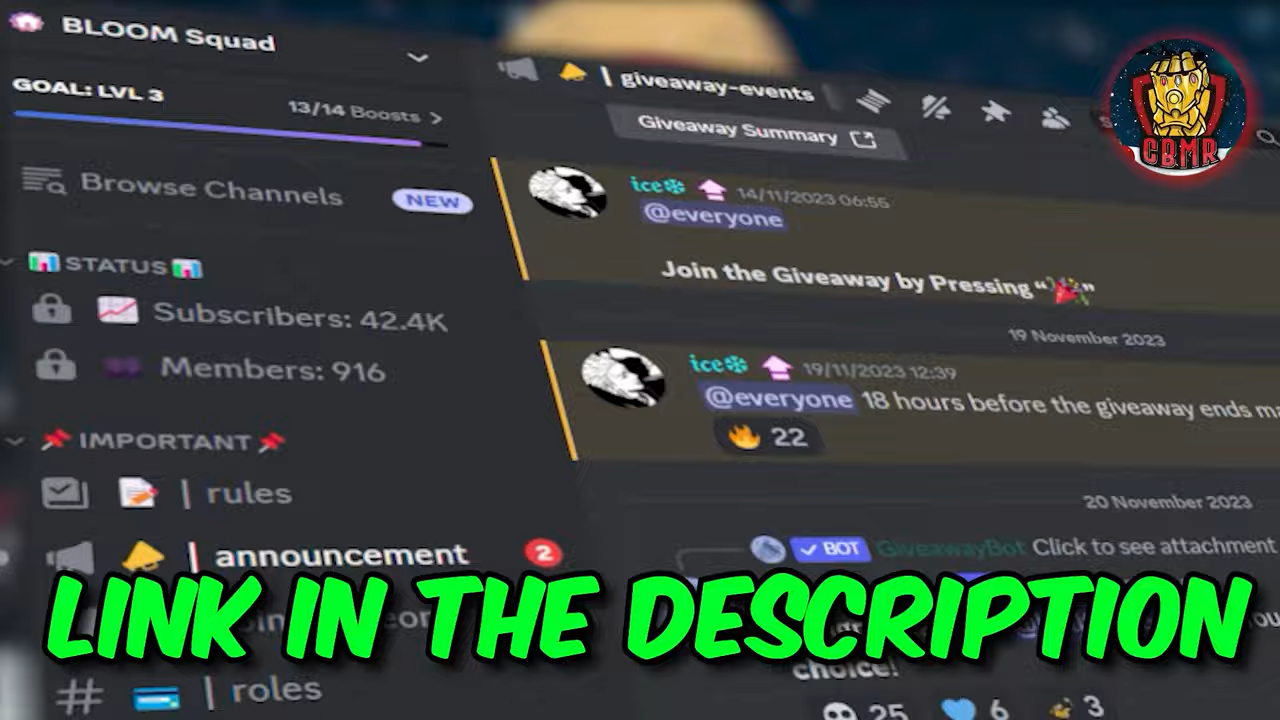 BLOOM Squad
GOAL: LVL 3
13/14 Boosts
Browse Channels
NEW
STATUS
Subscribers: 42.4K
Members: 916
IMPORTANT
| rules
| announcement
2
# | roles
| giveaway-events
Giveaway Summary
CBMR
ice 14/11/2023 06:55
@everyone
Join the Giveaway by Pressing “🎉”
19 November 2023
ice 19/11/2023 12:39
@everyone 18 hours before the giveaway ends
🔥 22
20 November 2023
BOT GiveawayBot Click to see attachment
choice!
25 6 3
LINK IN THE DESCRIPTION